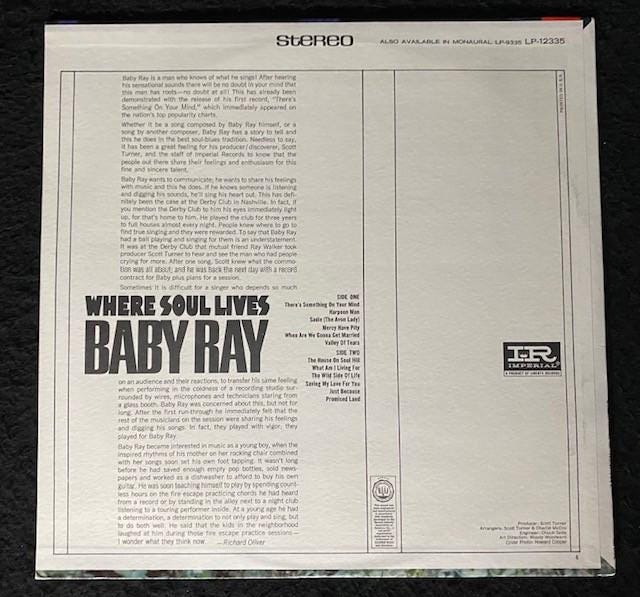 STEREO
ALSO AVAILABLE IN MONAURAL LP-9335 LP-12335
PRINTED IN U.S.A.
Baby Ray is a man who knows of what he sings! After hearing
his sensational sounds there will be no doubt in your mind that
this man has roots—no doubt at all! This has already been
demonstrated with the release of his first record, "There's
Something On Your Mind," which immediately appeared on
the nation's top popularity charts.
Whether it be a song composed by Baby Ray himself, or a
song by another composer, Baby Ray has a story to tell and
this he does in the best soul-blues tradition. Needless to say,
it has been a great feeling for his producer/discoverer, Scott
Turner, and the staff of Imperial Records to know that the
people out there share their feelings and enthusiasm for this
fine and sincere talent.
Baby Ray wants to communicate; he wants to share his feelings
with music and this he does. If he knows someone is listening
and digging his sounds, he'll sing his heart out. This has defi-
nitely been the case at the Derby Club in Nashville. In fact, if
you mention the Derby Club to him his eyes immediately light
up, for that's home to him. He played the club for three years
to full houses almost every night. People knew where to go to
find true singing and they were rewarded. To say that Baby Ray
had a ball playing and singing for them is an understatement.
It was at the Derby Club that mutual friend Ray Walker took
producer Scott Turner to hear and see the man who had people
crying for more. After one song, Scott knew what the commo-
tion was all about; and he was back the next day with a record
contract for Baby plus plans for a session.
Sometimes it is difficult for a singer who depends so much
WHERE SOUL LIVES
BABY RAY
on an audience and their reactions, to transfer his same feeling
when performing in the coldness of a recording studio sur-
rounded by wires, microphones and technicians staring from
a glass booth. Baby Ray was concerned about this, but not for
long. After the first run-through he immediately felt that the
rest of the musicians on the session were sharing his feelings
and digging his songs. In fact, they played with vigor; they
played for Baby Ray.
Baby Ray became interested in music as a young boy, when the
inspired rhythms of his mother on her rocking chair combined
with her songs soon set his own foot tapping. It wasn't long
before he had saved enough empty pop bottles, sold news-
papers and worked as a dishwasher to afford to buy his own
guitar. He was soon teaching himself to play by spending count-
less hours on the fire escape practicing chords he had heard
from a record or by standing in the alley next to a night club
listening to a touring performer inside. At a young age he had
a determination, a determination to not only play and sing, but
to do both well. He said that the kids in the neighborhood
laughed at him during those fire escape practice sessions—
I wonder what they think now. —Richard Oliver
SIDE ONE
There's Something On Your Mind
Harpoon Man
Sadie (The Avon Lady)
Mercy Have Pity
When Are We Gonna Get Married
Valley Of Tears
SIDE TWO
The House On Soul Hill
What Am I Living For
The Wild Side Of Life
Saving My Love For You
Just Because
Promised Land
IR
IMPERIAL
A PRODUCT OF LIBERTY RECORDS
Producer: Scott Turner
Arrangers: Scott Turner & Charlie McCoy
Engineer: Chuck Seitz
Art Direction: Woody Woodward
Cover Photo: Howard Cooper
6